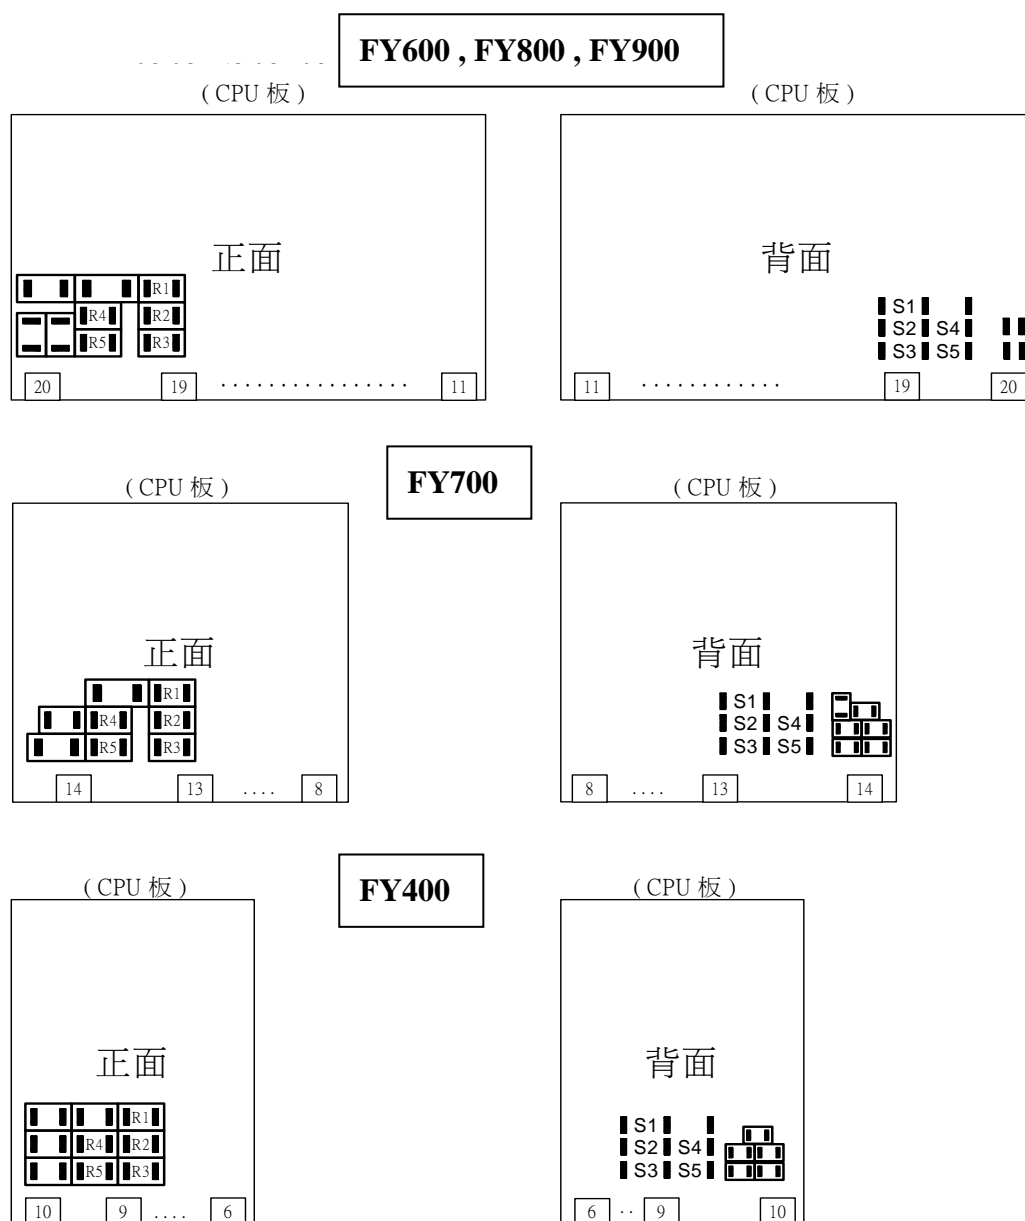 FY600 , FY800 , FY900
( CPU 板 )
( CPU 板 )
正面
背面
R1
R4 R2
R5 R3
S1
S2 S4
S3 S5
20 19 ................ 11
11 ............ 19 20
FY700
( CPU 板 )
( CPU 板 )
正面
背面
R1
R4 R2
R5 R3
S1
S2 S4
S3 S5
14 13 .... 8
8 .... 13 14
FY400
( CPU 板 )
( CPU 板 )
正面
背面
R1
R4 R2
R5 R3
S1
S2 S4
S3 S5
10 9 .... 6
6 .. 9 10